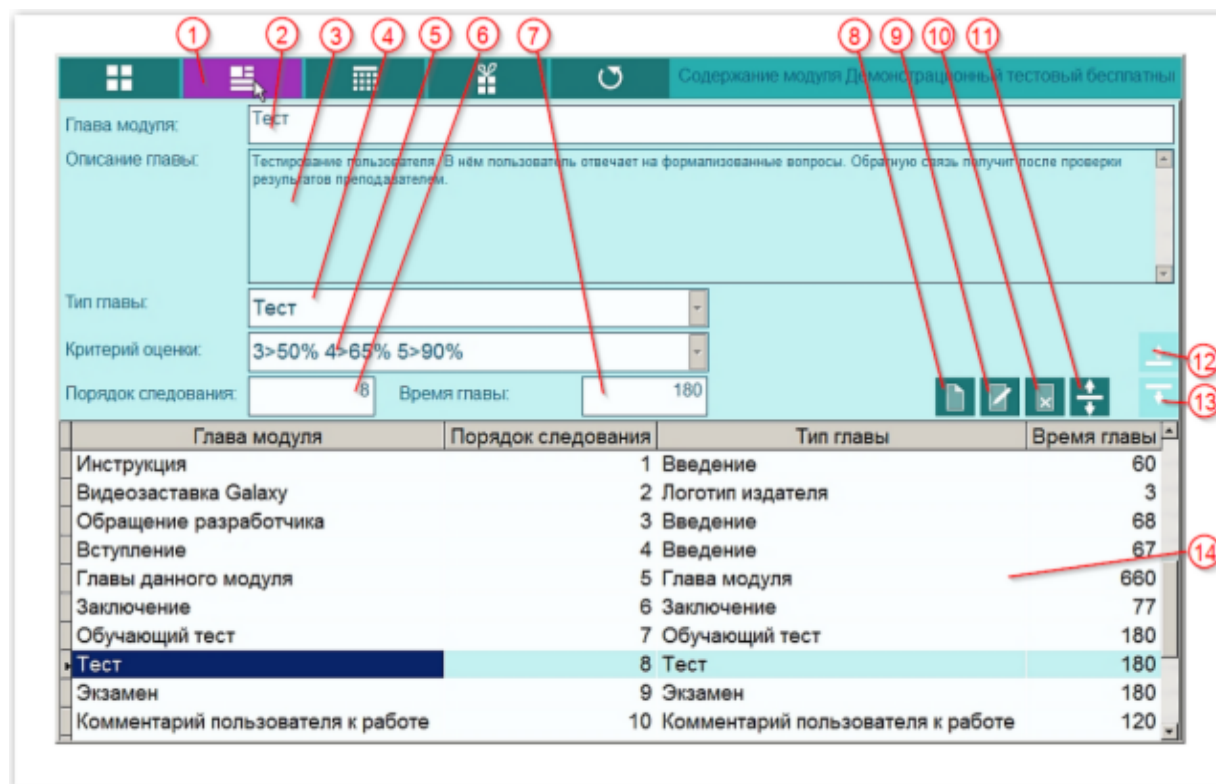 1 2 3 4 5 6 7 8 9 10 11
Содержание модуля Демонстрационный тестовый бесплатны
Глава модуля: Тест
Описание главы: Тестирование пользователя. В нём пользователь отвечает на формализованные вопросы. Обратную связь получит после проверки
результатов преподавателем.
Тип главы: Тест
Критерий оценки: 3>50% 4>65% 5>90%
12
Порядок следования: 8 Время главы: 180
13
Глава модуля Порядок следования Тип главы Время главы
Инструкция 1 Введение 60
Видеозаставка Galaxy 2 Логотип издателя 3
Обращение разработчика 3 Введение 68
Вступление 4 Введение 67
14
Главы данного модуля 5 Глава модуля 660
Заключение 6 Заключение 77
Обучающий тест 7 Обучающий тест 180
Тест 8 Тест 180
Экзамен 9 Экзамен 180
Комментарий пользователя к работе 10 Комментарий пользователя к работе 120